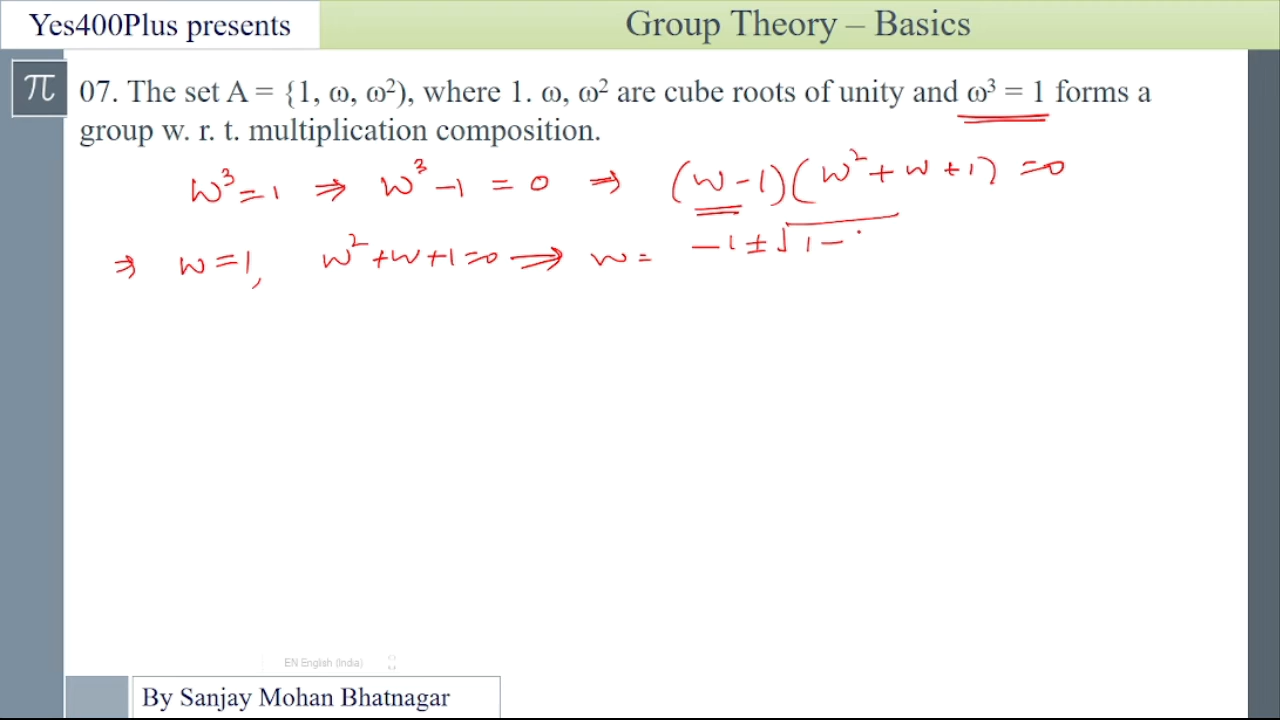 Yes400Plus presents
Group Theory – Basics
π
07. The set A = {1, ω, ω²), where 1. ω, ω² are cube roots of unity and ω³ = 1 forms a
group w. r. t. multiplication composition.
w³ = 1 ⇒ w³ - 1 = 0 ⇒ (w - 1)(w² + w + 1) = 0
⇒ w = 1, w² + w + 1 = 0 ⟹ w = -1 ± √1 -
EN English (India)
By Sanjay Mohan Bhatnagar